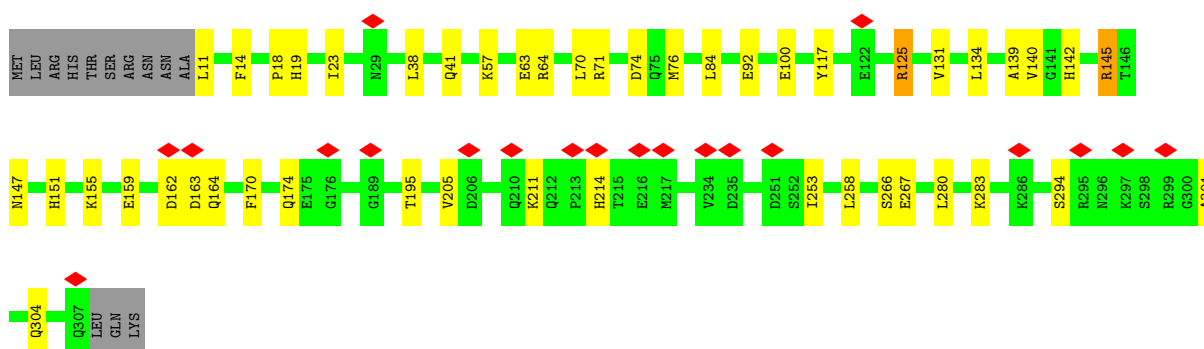 MET LEU ARG HIS THR SER ARG ASN ASN ALA L11 F14 P18 H19 I23 N29 L38 Q41 K57 E63 R64 L70 R71 D74 Q75 M76 L84 E92 E100 Y117 E122 R125 V131 L134 A139 V140 G141 H142 R145 T146
N147 H151 K155 E159 D162 D163 Q164 F170 Q174 E175 G176 G189 T195 V205 D206 Q210 K211 Q212 P213 H214 T215 E216 M217 V234 D235 D251 S252 I253 L258 S266 E267 L280 K283 K286 S294 R295 N296 K297 S298 R299 G300
Q304 Q307 LEU GLN LYS